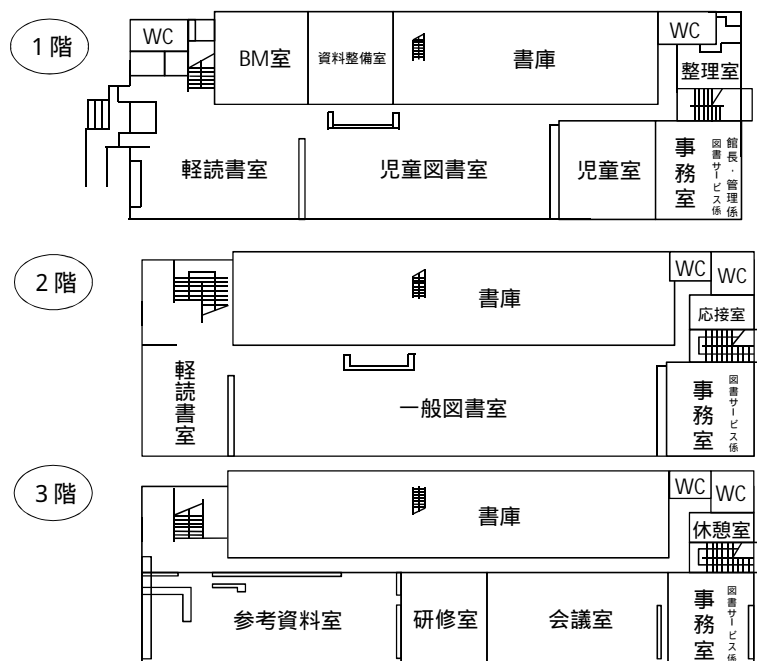 1階
WC
BM室
資料整備室
書庫
WC
整理室
軽読書室
児童図書室
児童室
事務室
館長・管理係
図書サービス係
2階
書庫
WC
WC
応接室
軽読書室
一般図書室
事務室
図書サービス係
3階
書庫
WC
WC
休憩室
参考資料室
研修室
会議室
事務室
図書サービス係